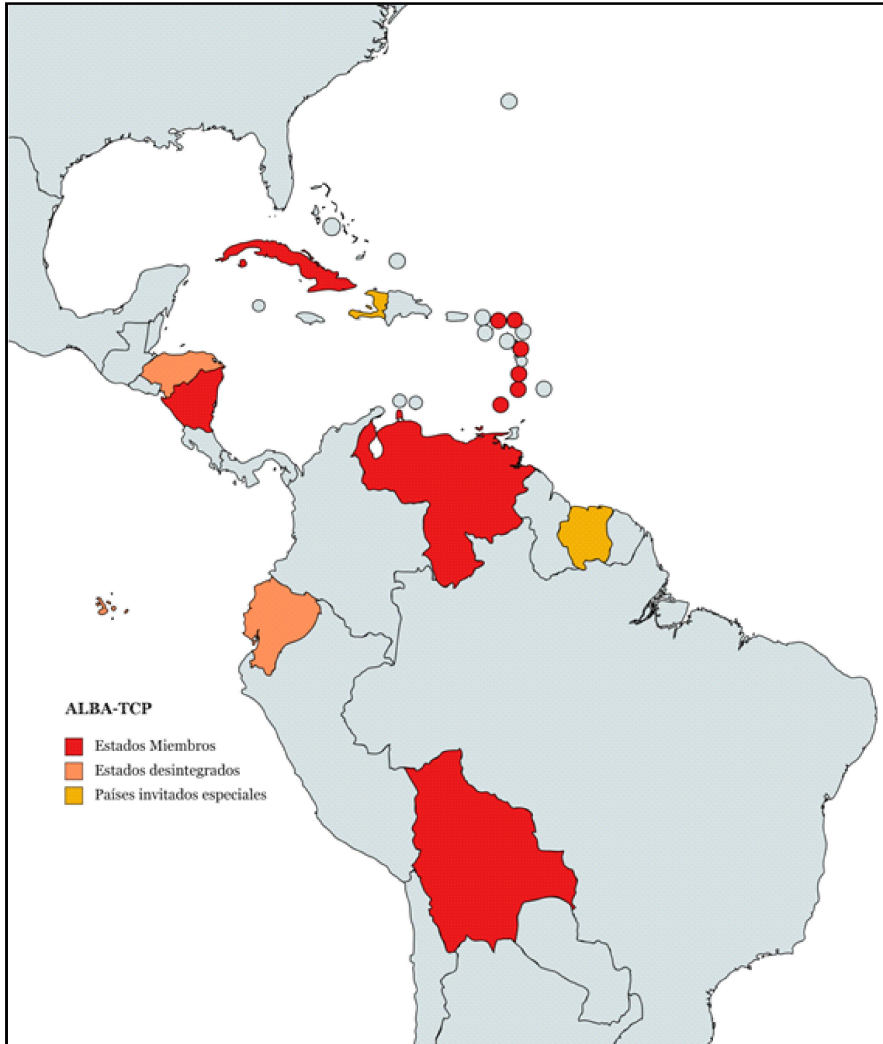 ALBA-TCP
Estados Miembros
Estados desintegrados
Países invitados especiales